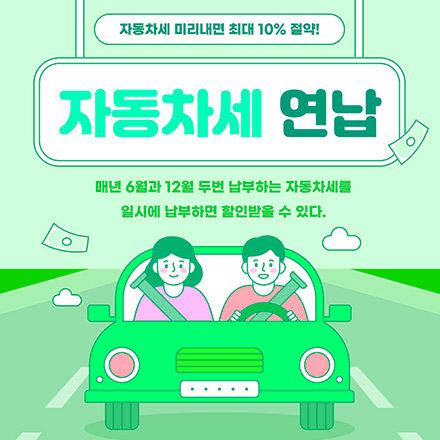 자동차세 미리내면 최대 10% 절약!
자동차세 연납
매년 6월과 12월 두번 납부하는 자동차세를
일시에 납부하면 할인받을 수 있다.